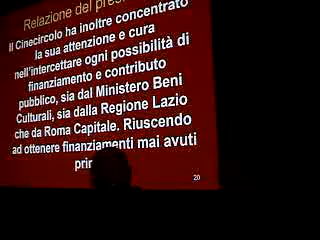 Relazione del pres
Il Cinecircolo ha inoltre concentrato
la sua attenzione e cura
nell'intercettare ogni possibilità di
finanziamento e contributo
pubblico, sia dal Ministero Beni
Culturali, sia dalla Regione Lazio
che da Roma Capitale. Riuscendo
ad ottenere finanziamenti mai avuti
prim
20